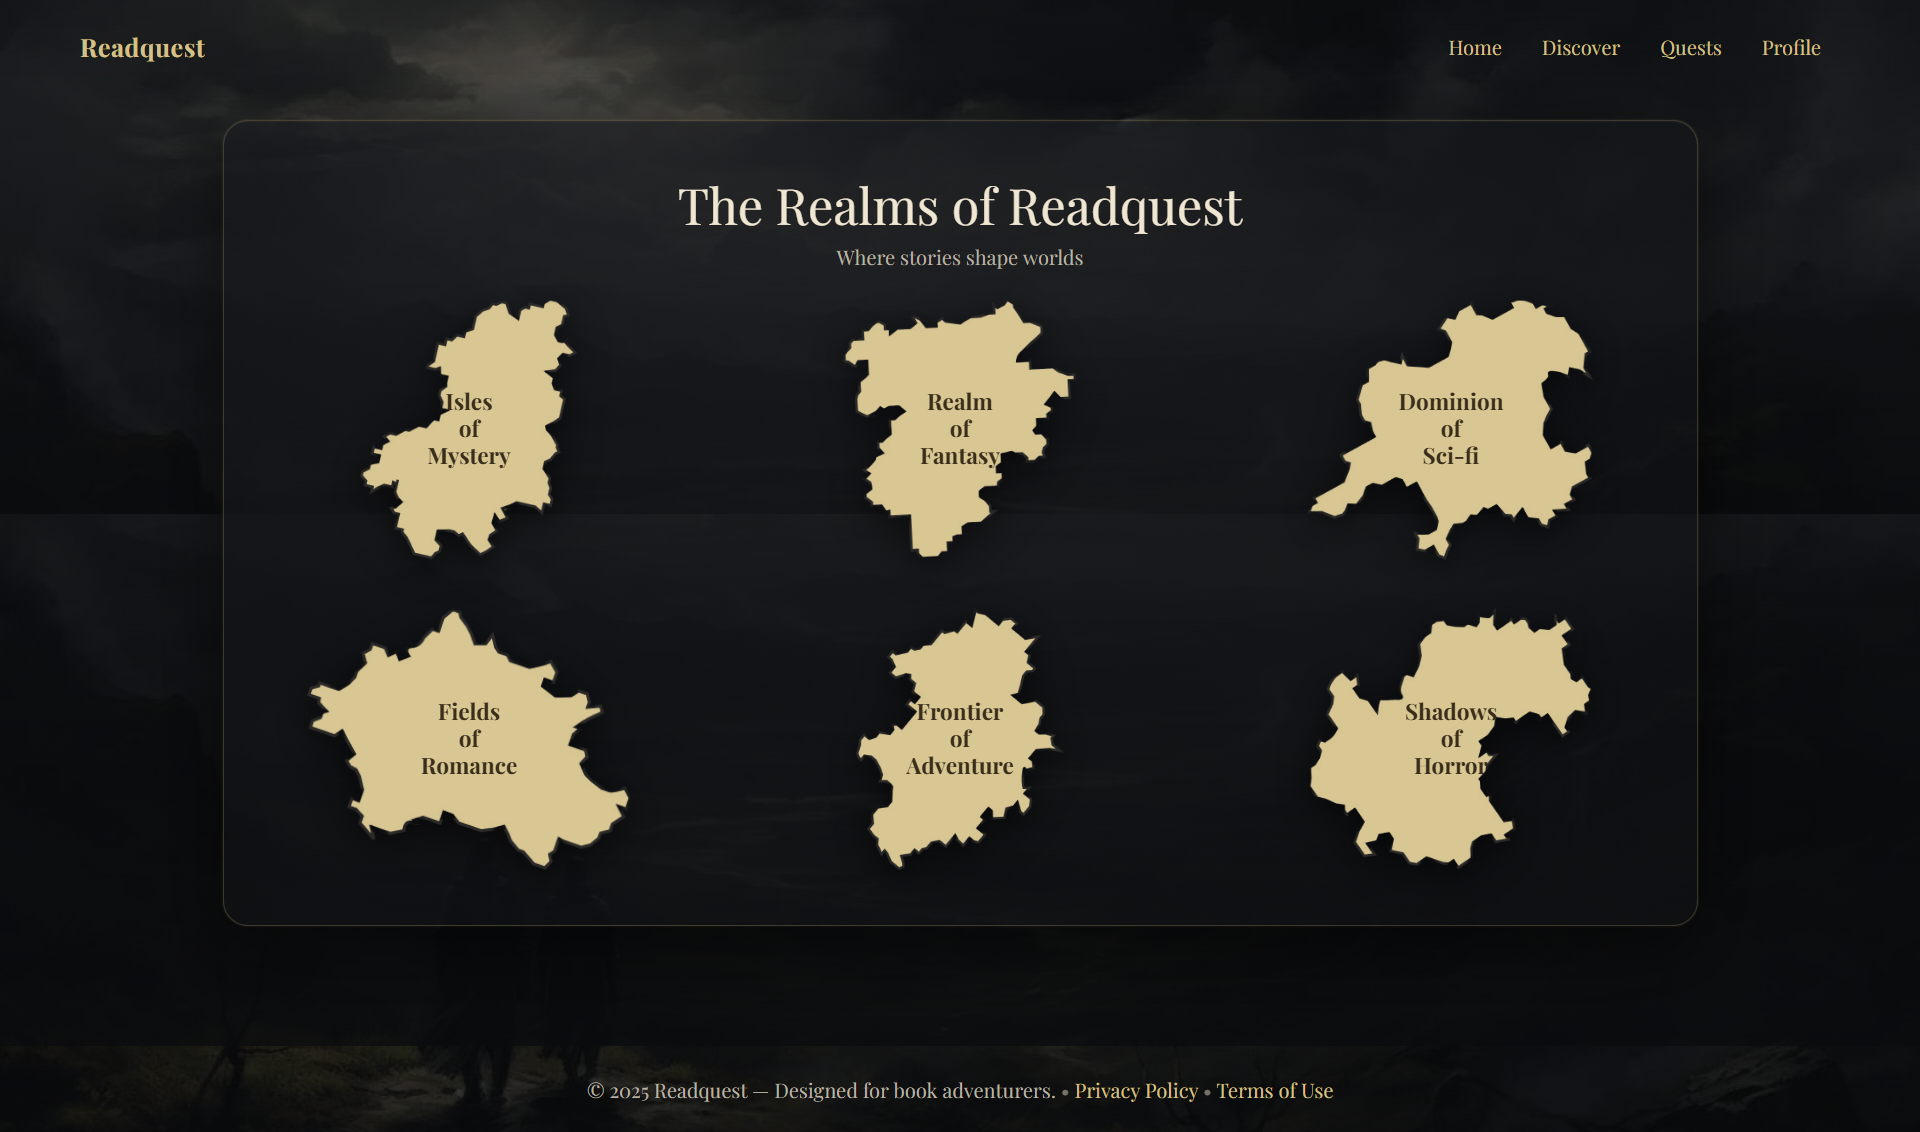 Readquest
Home Discover Quests Profile
The Realms of Readquest
Where stories shape worlds
Isles
of
Mystery
Realm
of
Fantasy
Dominion
of
Sci-fi
Fields
of
Romance
Frontier
of
Adventure
Shadows
of
Horror
© 2025 Readquest — Designed for book adventurers. • Privacy Policy • Terms of Use